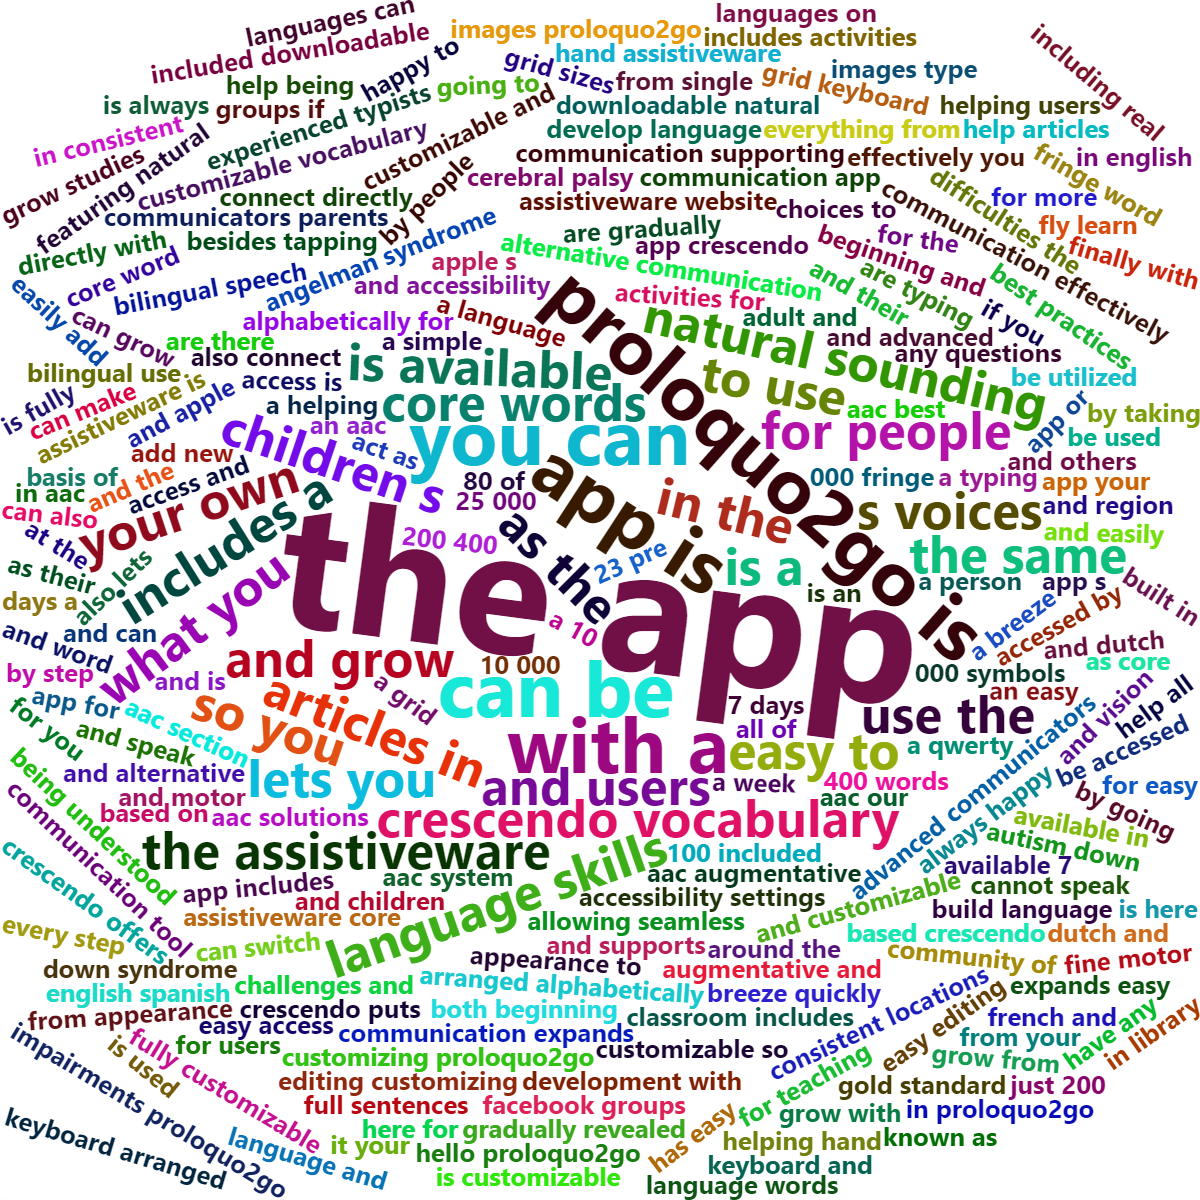 languages can
images proloquo2go
languages on
included downloadable
includes activities
including real
happy to
hand assistiveware
grid sizes
help being
going to
from single
grid keyboard
images type
is always
groups if
experienced typists
customizable and
downloadable natural
helping users
in consistent
featuring natural
customizable vocabulary
develop language
everything from
help articles
grow studies
communication supporting
effectively you
fringe word
in english
connect directly
by people
cerebral palsy
communication app
communication effectively
difficulties the
for more
communicators parents
assistiveware website
choices to
fly learn
directly with
besides tapping
angelman syndrome
are gradually
app crescendo
beginning and
for the
finally with
core word
bilingual speech
alternative communication
apple s
and their
are typing
best practices
easily add
and accessibility
activities for
if you
can grow
alphabetically for
a language
proloquo2go is
natural sounding
adult and
and advanced
are there
also connect
a simple
any questions
bilingual use
access is
is available
to use
be utilized
is fully
can make
assistiveware is
and apple
a helping
core words
aac best
app or
by taking
an aac
act as
you can
for people
be used
add new
children s
and others
basis of
and the
access and
80 of
000 fringe
a typing
app your
in aac
your own
includes a
25 000
app is
in the
s voices
and region
can also
at the
the app
200 400
as the
23 pre
is a
the same
and easily
as their
also lets
what you
is an
a person
app s
built in
days a
and can
a 10
a breeze
accessed by
and dutch
and word
and grow
10 000
as core
by step
and is
a grid
can be
000 symbols
an easy
app for
aac section
so you
articles in
7 days
use the
and vision
help all
for you
and speak
all of
a qwerty
be accessed
being understood
and alternative
lets you
with a
easy to
advanced communicators
communication tool
and motor
and users
a week
400 words
always happy
for easy
based on
aac solutions
crescendo vocabulary
aac our
by going
available in
crescendo offers
the assistiveware
language skills
100 included
autism down
app includes
aac system
aac augmentative
available 7
and children
accessibility settings
cannot speak
every step
assistiveware core
allowing seamless
and customizable
build language
is here
can switch
and supports
around the
based crescendo
dutch and
down syndrome
appearance to
augmentative and
community of
fine motor
english spanish
challenges and
arranged alphabetically
breeze quickly
consistent locations
easy editing
expands easy
from appearance
crescendo puts
both beginning
classroom includes
french and
have any
in library
impairments proloquo2go
is used
easy access
communication expands
from your
fully customizable
for users
customizing proloquo2go
customizable so
for teaching
grow from
editing customizing
development with
gold standard
just 200
keyboard arranged
full sentences
facebook groups
has easy
grow with
in proloquo2go
language and
it your
here for
gradually revealed
helping hand
known as
hello proloquo2go
keyboard and
is customizable
language words